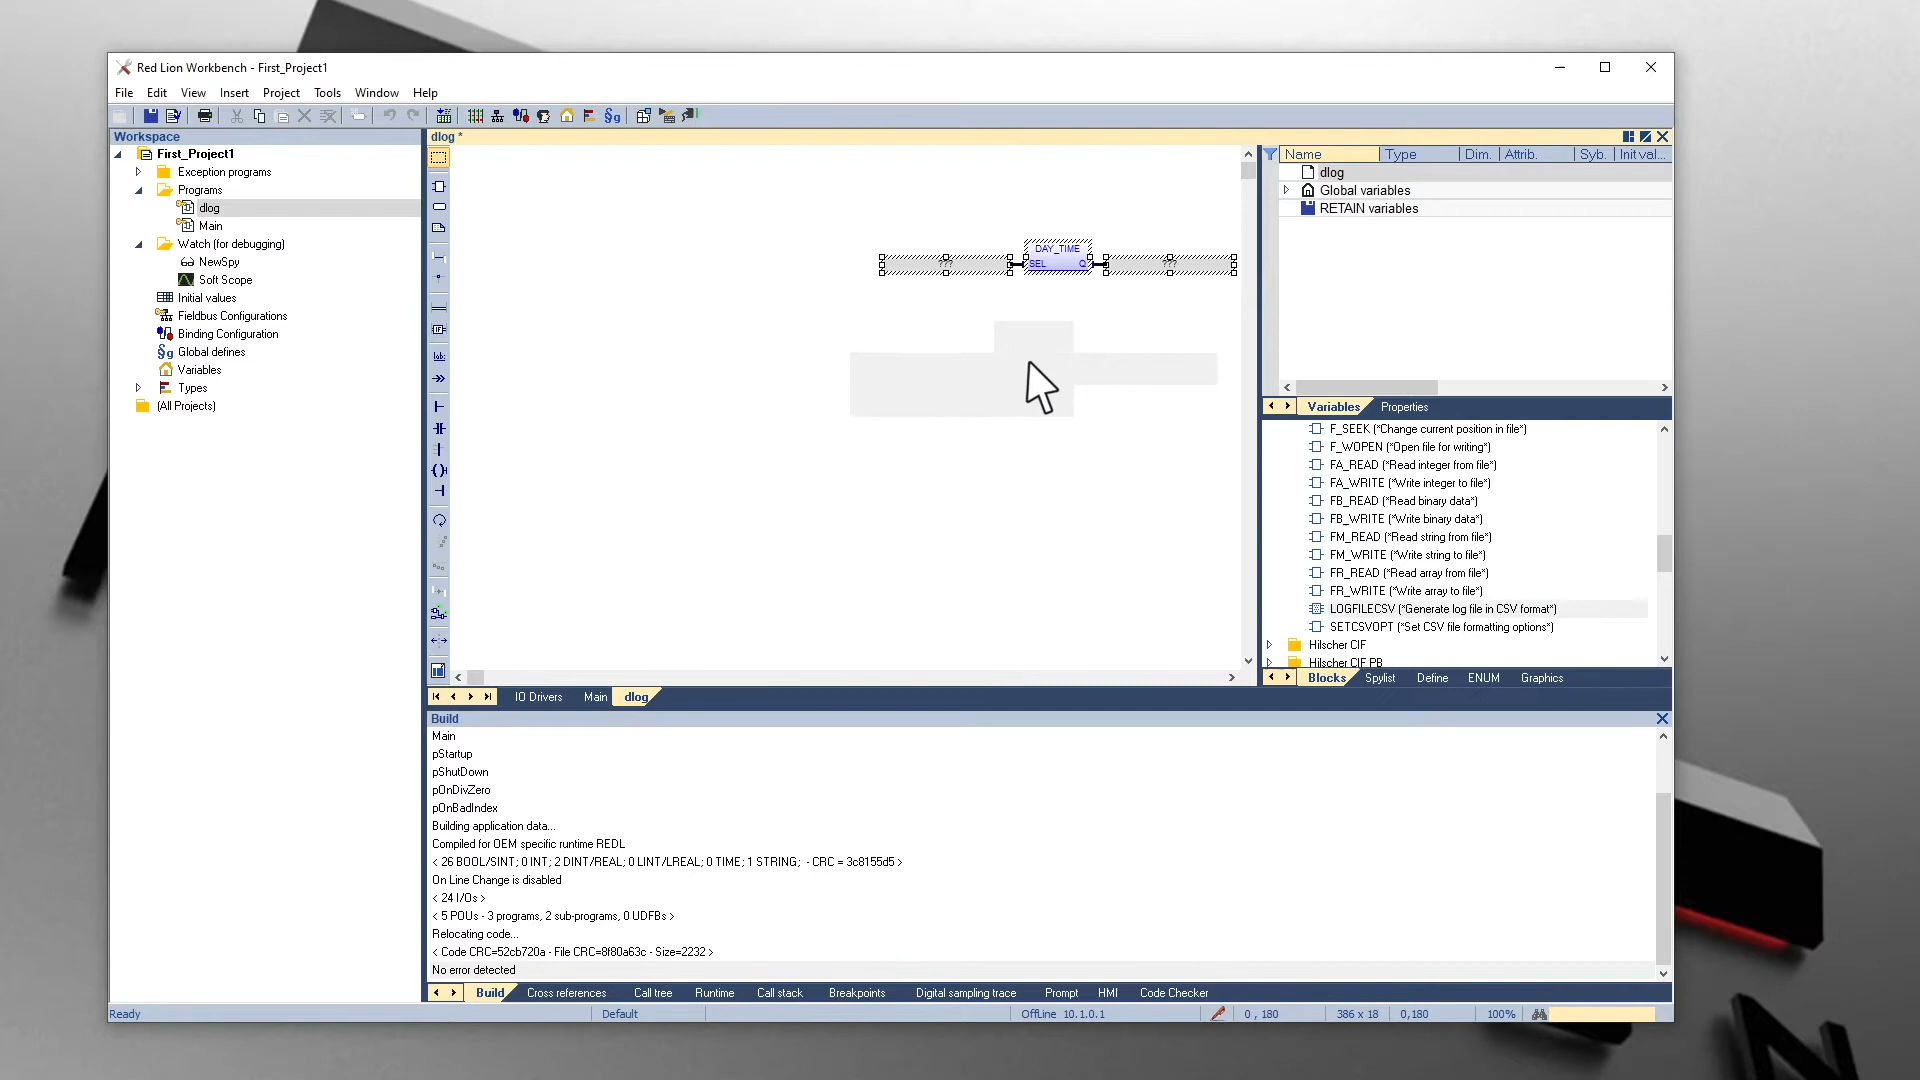 Red Lion Workbench - First_Project1
File Edit View Insert Project Tools Window Help
Workspace
First_Project1
Exception programs
Programs
dlog
Main
Watch (for debugging)
NewSpy
Soft Scope
Initial values
Fieldbus Configurations
Binding Configuration
Global defines
Variables
Types
(All Projects)
dlog *
DAY_TIME
??? SEL Q ???
Name Type Dim. Attrib. Syb. Init val...
dlog
Global variables
RETAIN variables
Variables Properties
F_SEEK (*Change current position in file*)
F_WOPEN (*Open file for writing*)
FA_READ (*Read integer from file*)
FA_WRITE (*Write integer to file*)
FB_READ (*Read binary data*)
FB_WRITE (*Write binary data*)
FM_READ (*Read string from file*)
FM_WRITE (*Write string to file*)
FR_READ (*Read array from file*)
FR_WRITE (*Write array to file*)
LOGFILECSV (*Generate log file in CSV format*)
SETCSVOPT (*Set CSV file formatting options*)
Hilscher CIF
Hilscher CIF PB
Blocks Spylist Define ENUM Graphics
IO Drivers Main dlog
Build
Main
pStartup
pShutDown
pOnDivZero
pOnBadIndex
Building application data...
Compiled for OEM specific runtime REDL
< 26 BOOL/SINT; 0 INT; 2 DINT/REAL; 0 LINT/LREAL; 0 TIME; 1 STRING; - CRC = 3c8155d5 >
On Line Change is disabled
< 24 I/Os >
< 5 POUs - 3 programs, 2 sub-programs, 0 UDFBs >
Relocating code...
< Code CRC=52cb720a - File CRC=8f80a63c - Size=2232 >
No error detected
Build Cross references Call tree Runtime Call stack Breakpoints Digital sampling trace Prompt HMI Code Checker
Ready Default OffLine 10.1.0.1 0 , 180 386 x 18 0,180 100%